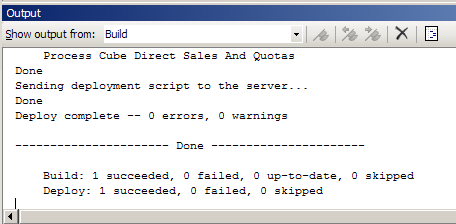 Output
Show output from: Build
Process Cube Direct Sales And Quotas
Done
Sending deployment script to the server...
Done
Deploy complete -- 0 errors, 0 warnings
---------------------- Done ----------------------
Build: 1 succeeded, 0 failed, 0 up-to-date, 0 skipped
Deploy: 1 succeeded, 0 failed, 0 skipped